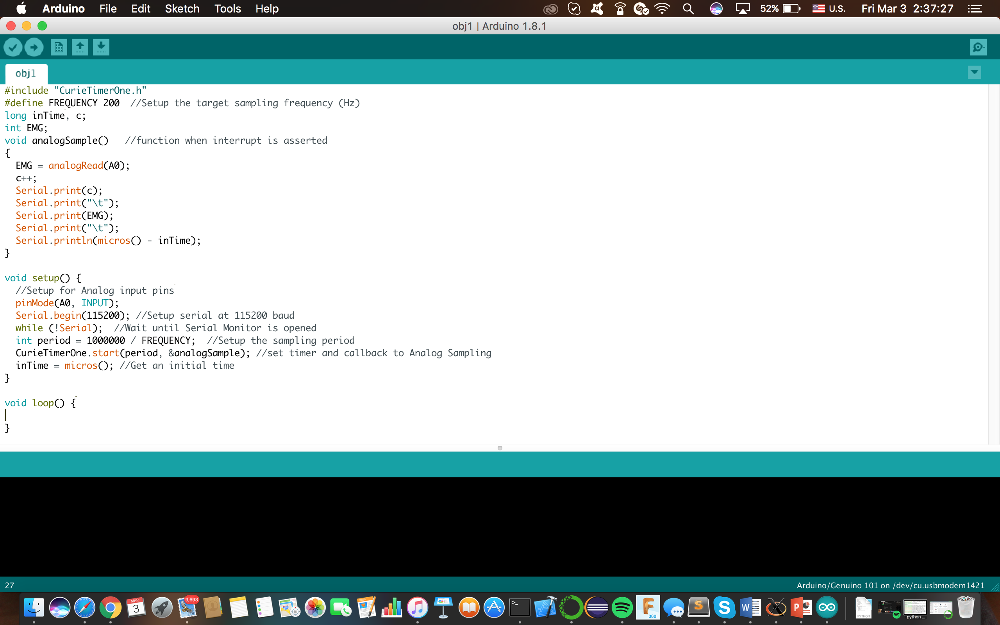 Arduino File Edit Sketch Tools Help 52% U.S. Fri Mar 3 2:37:27
obj1 | Arduino 1.8.1
obj1
#include "CurieTimerOne.h"
#define FREQUENCY 200  //Setup the target sampling frequency (Hz)
long inTime, c;
int EMG;
void analogSample()   //function when interrupt is asserted
{
  EMG = analogRead(A0);
  c++;
  Serial.print(c);
  Serial.print("\t");
  Serial.print(EMG);
  Serial.print("\t");
  Serial.println(micros() - inTime);
}
void setup() {
  //Setup for Analog input pins
  pinMode(A0, INPUT);
  Serial.begin(115200); //Setup serial at 115200 baud
  while (!Serial);  //Wait until Serial Monitor is opened
  int period = 1000000 / FREQUENCY;  //Setup the sampling period
  CurieTimerOne.start(period, &analogSample); //set timer and callback to Analog Sampling
  inTime = micros(); //Get an initial time
}
void loop() {
}
27 Arduino/Genuino 101 on /dev/cu.usbmodem1421
MAR
3
9,693
PAGES
3D
>_
F
360
S
S
W
P
PYTHON
python ...